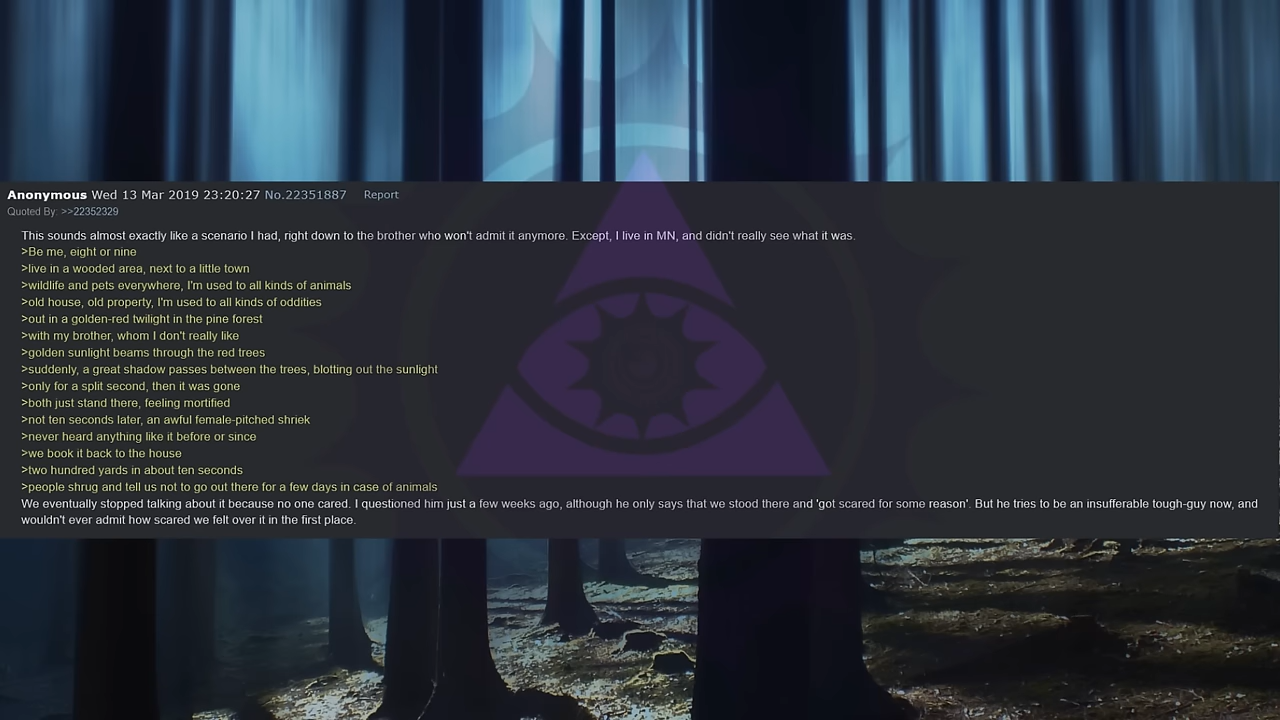 Anonymous Wed 13 Mar 2019 23:20:27 No.22351887 Report
Quoted By: >>22352329
This sounds almost exactly like a scenario I had, right down to the brother who won't admit it anymore. Except, I live in MN, and didn't really see what it was.
>Be me, eight or nine
>live in a wooded area, next to a little town
>wildlife and pets everywhere, I'm used to all kinds of animals
>old house, old property, I'm used to all kinds of oddities
>out in a golden-red twilight in the pine forest
>with my brother, whom I don't really like
>golden sunlight beams through the red trees
>suddenly, a great shadow passes between the trees, blotting out the sunlight
>only for a split second, then it was gone
>both just stand there, feeling mortified
>not ten seconds later, an awful female-pitched shriek
>never heard anything like it before or since
>we book it back to the house
>two hundred yards in about ten seconds
>people shrug and tell us not to go out there for a few days in case of animals
We eventually stopped talking about it because no one cared. I questioned him just a few weeks ago, although he only says that we stood there and 'got scared for some reason'. But he tries to be an insufferable tough-guy now, and
wouldn't ever admit how scared we felt over it in the first place.